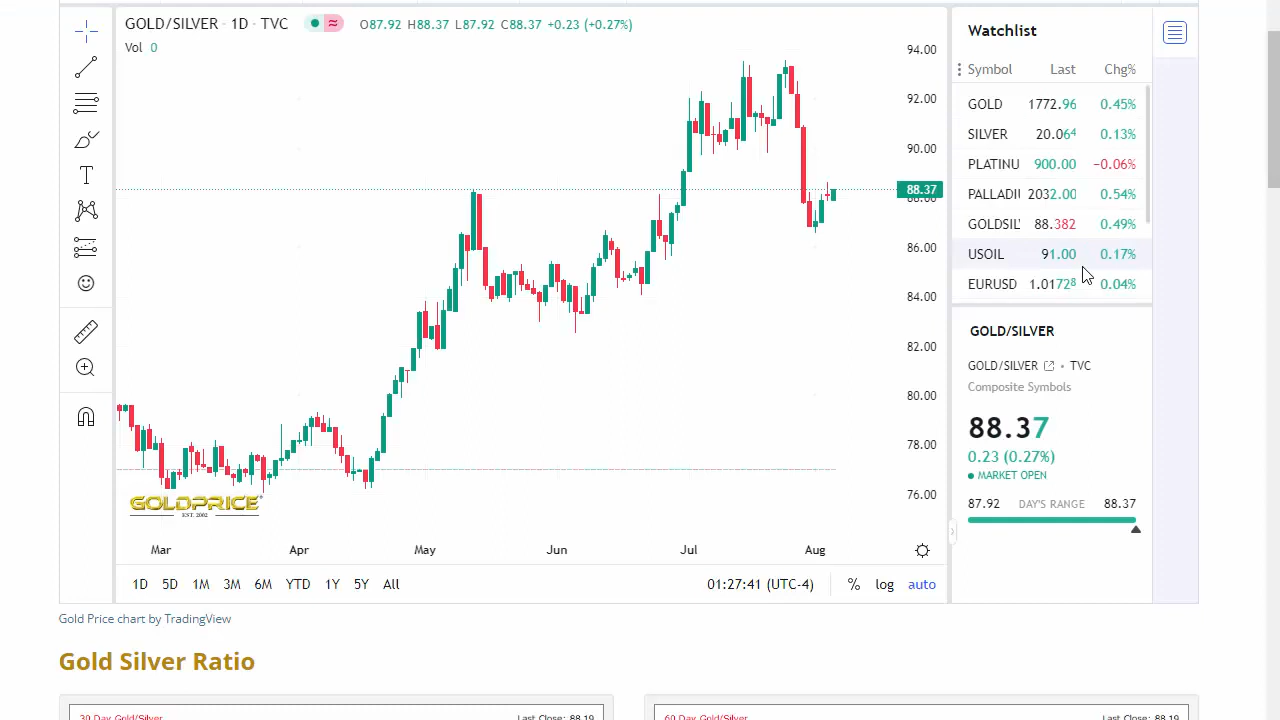 GOLD/SILVER · 1D · TVC
O87.92 H88.37 L87.92 C88.37 +0.23 (+0.27%)
Vol 0
94.00
92.00
90.00
88.37
88.00
86.00
84.00
82.00
80.00
78.00
76.00
GOLDPRICE
EST. 2002
Mar Apr May Jun Jul Aug
1D 5D 1M 3M 6M YTD 1Y 5Y All
01:27:41 (UTC-4)
% log auto
Watchlist
Symbol Last Chg%
GOLD 1772.96 0.45%
SILVER 20.064 0.13%
PLATINU 900.00 −0.06%
PALLADIU 2032.00 0.54%
GOLDSIL 88.382 0.49%
USOIL 91.00 0.17%
EURUSD 1.01728 0.04%
GOLD/SILVER
GOLD/SILVER • TVC
Composite Symbols
88.37
0.23 (0.27%)
MARKET OPEN
87.92 DAY'S RANGE 88.37
Gold Price chart by TradingView
Gold Silver Ratio
30 Day Gold/Silver Last Close: 88.19
60 Day Gold/Silver Last Close: 88.19